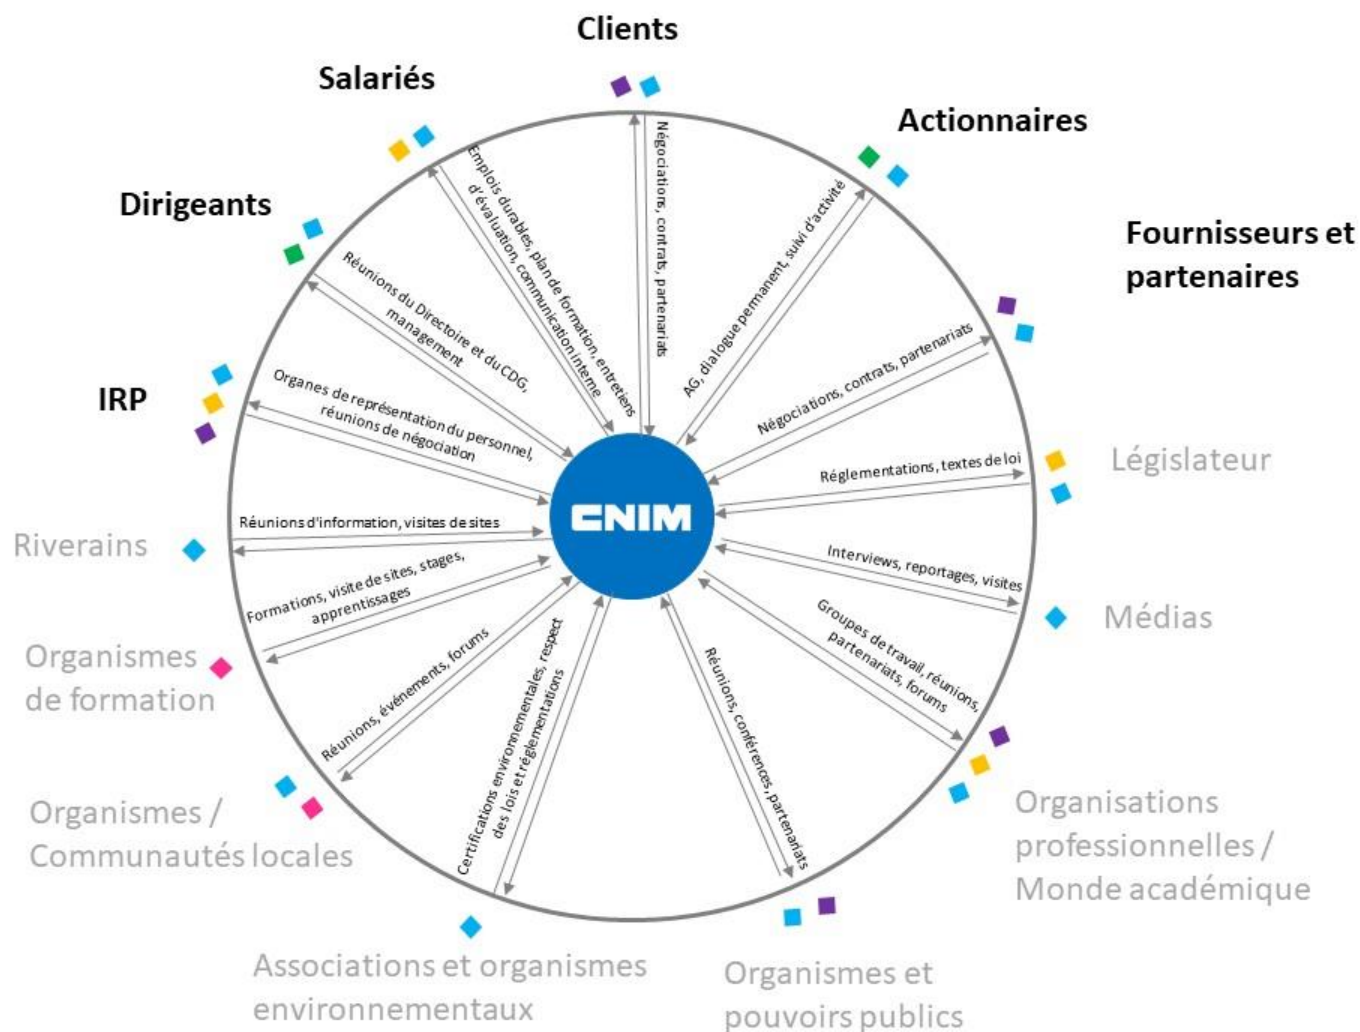 Clients
Salariés
Actionnaires
Dirigeants
Fournisseurs et
partenaires
IRP
Législateur
Riverains
Médias
Organismes
de formation
Organismes /
Communautés locales
Organisations
professionnelles /
Monde académique
Associations et organismes
environnementaux
Organismes et
pouvoirs publics
CNIM
Négociations, contrats, partenariats
AG, dialogue permanent, suivi d'activité
Négociations, contrats, partenariats
Réglementations, textes de loi
Interviews, reportages, visites
Groupes de travail, réunions,
partenariats, forums
Réunions, conférences, partenariats
Certifications environnementales, respect
des lois et réglementations
Réunions, événements, forums
Formations, visite de sites, stages,
apprentissages
Réunions d'information, visites de sites
Organes de représentation du personnel,
réunions de négociation
Réunions du Directoire et du CDG,
management
Emplois durables, plan de formation, entretiens
d'évaluation, communication interne